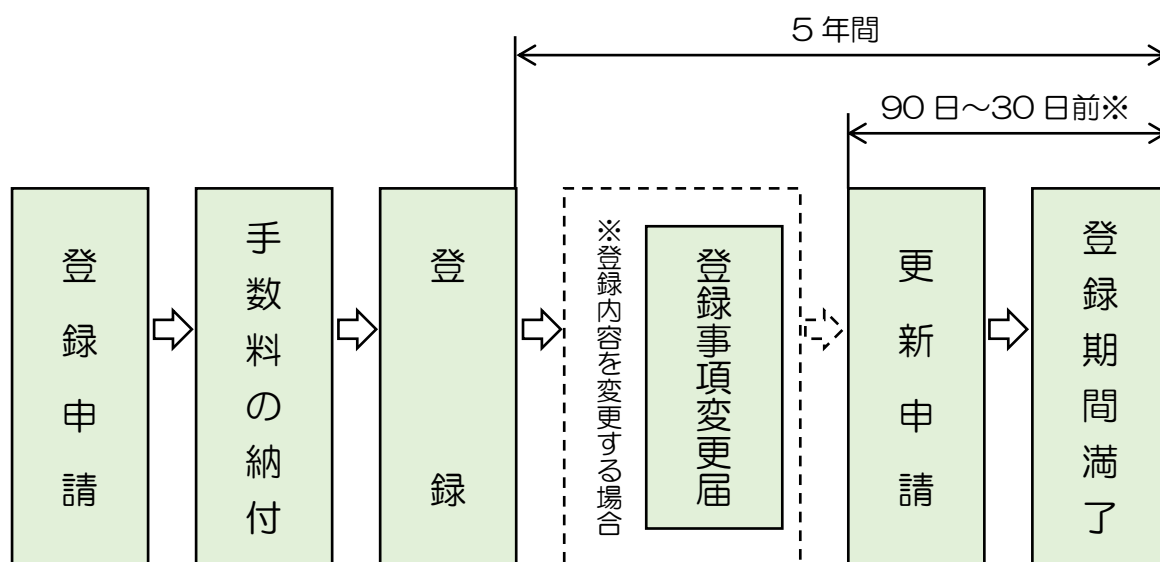 5年間
90日～30日前※
登録申請
手数料の納付
登録
※登録内容を変更する場合
登録事項変更届
更新申請
登録期間満了